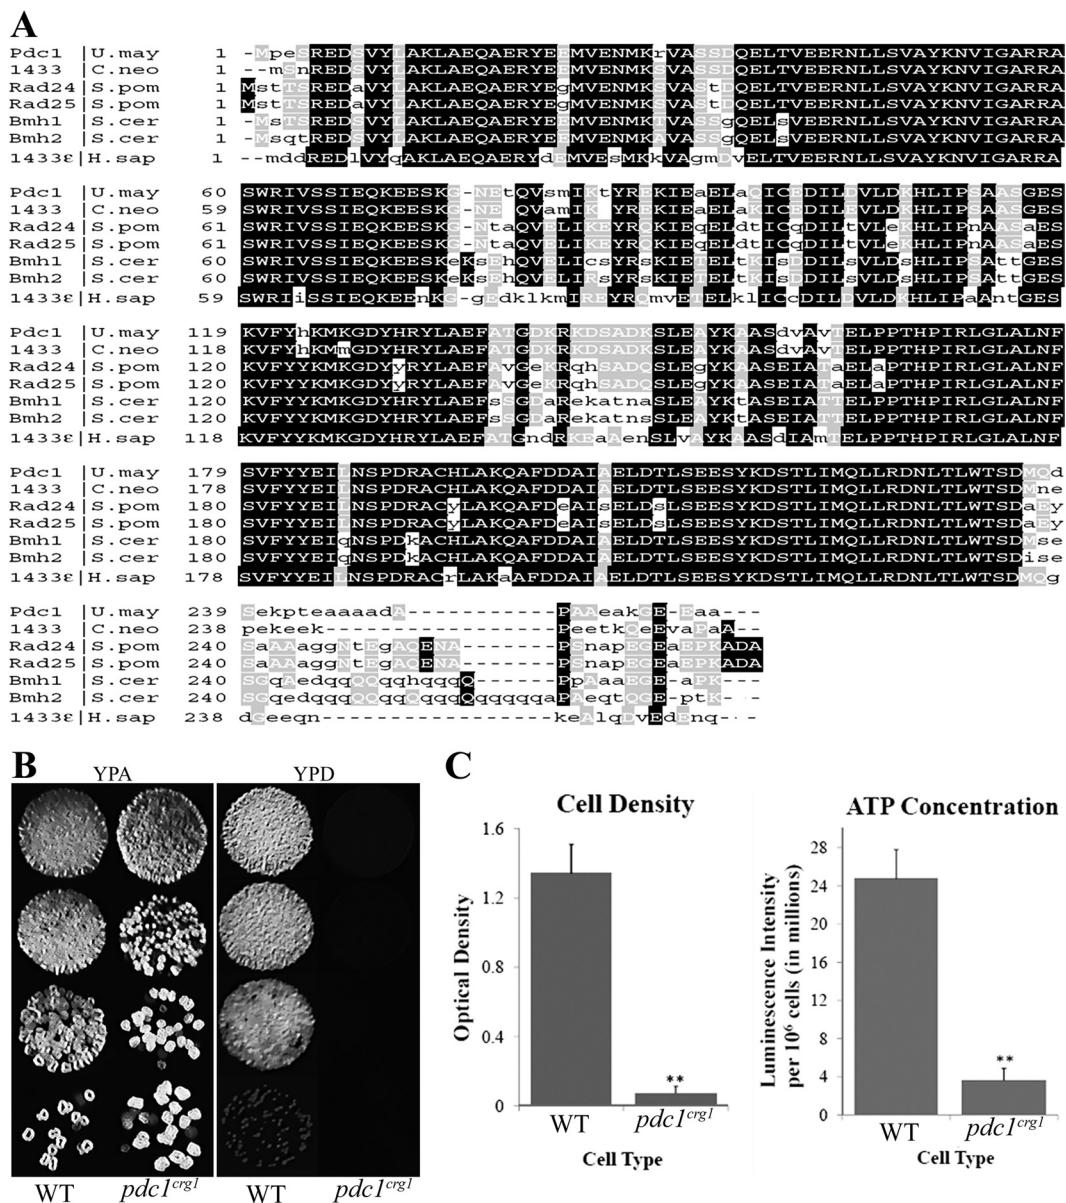 A
Pdc1 |U.may 1 -MpeSREDSVYLAKLAEQAERYEEMVENMKrVASSDQELTVEERNLLSVAYKNVIGARRA
1433 |C.neo 1 --msnREDSVYLAKLAEQAERYEEMVENMKSVASSDQELTVEERNLLSVAYKNVIGARRA
Rad24|S.pom 1 MstTSREDaVYLAKLAEQAERYEgMVENMKSVAStDQELTVEERNLLSVAYKNVIGARRA
Rad25|S.pom 1 MstTSREDaVYLAKLAEQAERYEgMVENMKSVAStDQELTVEERNLLSVAYKNVIGARRA
Bmh1 |S.cer 1 -MSTSREDSVYLAKLAEQAERYEEMVENMKTVASSgQELsVEERNLLSVAYKNVIGARRA
Bmh2 |S.cer 1 -MsqtREDSVYLAKLAEQAERYEEMVENMKAVASSgQELSVEERNLLSVAYKNVIGARRA
1433ε|H.sap 1 --mddREDlVYqAKLAEQAERYdEMVEsMKkVAgmDvELTVEERNLLSVAYKNVIGARRA
Pdc1 |U.may 60 SWRIVSSIEQKEESKG-NEtQVsmIKtYREKIEaELaQICEDILDVLDKHLIPSAASGES
1433 |C.neo 59 SWRIVSSIEQKEESKG-NEtQVamIKtYREKIEaELaKICEDILEVLDKHLIPSAASGES
Rad24|S.pom 61 SWRIVSSIEQKEESKG-NtaQVELIKEYRQKIEqELdtICqDILtVLeKHLIPnAASaES
Rad25|S.pom 61 SWRIVSSIEQKEESKG-NtaQVELIKEYRQKIEqELdtICqDILtVLeKHLIPnAASaES
Bmh1 |S.cer 60 SWRIVSSIEQKEESKeKsEHQVELIcsYRsKIETELtKIsDDILsVLDsHLIPSAttGES
Bmh2 |S.cer 60 SWRIVSSIEQKEESKeKsEHQVELIrsYRsKIETELtKIsDDILsVLDsHLIPSAttGES
1433ε|H.sap 59 SWRIiSSIEQKEEnKG-gEdklkmIREYRQmvETELklICcDILDVLDKHLIPaAntGES
Pdc1 |U.may 119 KVFYhKMKGDYHRYLAEFATGDKRKDSADKSLEAYKAASdvAvTELPPTHPIRLGLALNF
1433 |C.neo 118 KVFYhKMmGDYHRYLAEFATGDKRKDSADKSLEAYKAASdvAvTELPPTHPIRLGLALNF
Rad24|S.pom 120 KVFYYKMKGDYyRYLAEFAvGeKRqhSADQSLEgYKAASEIATaELaPTHPIRLGLALNF
Rad25|S.pom 120 KVFYYKMKGDYyRYLAEFAvGeKRqhSADQSLEgYKAASEIATaELaPTHPIRLGLALNF
Bmh1 |S.cer 120 KVFYYKMKGDYHRYLAEFsSGDaRekatnaSLEAYKtASEIATTELPPTHPIRLGLALNF
Bmh2 |S.cer 120 KVFYYKMKGDYHRYLAEFsSGDaRekatnsSLEAYKtASEIATTELPPTHPIRLGLALNF
1433ε|H.sap 118 KVFYYKMKGDYHRYLAEFATGndRKEaAenSLvAYKAASdIAmTELPPTHPIRLGLALNF
Pdc1 |U.may 179 SVFYYEILNSPDRACHLAKQAFDDAIAELDTLSEESYKDSTLIMQLLRDNLTLWTSDMQd
1433 |C.neo 178 SVFYYEILNSPDRACHLAKQAFDDAIAELDTLSEESYKDSTLIMQLLRDNLTLWTSDMne
Rad24|S.pom 180 SVFYYEILNSPDRACyLAKQAFDeAIsELDsLSEESYKDSTLIMQLLRDNLTLWTSDaEy
Rad25|S.pom 180 SVFYYEILNSPDRACyLAKQAFDeAIsELDsLSEESYKDSTLIMQLLRDNLTLWTSDaEY
Bmh1 |S.cer 180 SVFYYEIqNSPDkACHLAKQAFDDAIAELDTLSEESYKDSTLIMQLLRDNLTLWTSDMse
Bmh2 |S.cer 180 SVFYYEIqNSPDkACHLAKQAFDDAIAELDTLSEESYKDSTLIMQLLRDNLTLWTSDise
1433ε|H.sap 178 SVFYYEILNSPDRACrLAKaAFDDAIAELDTLSEESYKDSTLIMQLLRDNLTLWTSDMQg
Pdc1 |U.may 239 SekpteaaaadA------------PAAeakGE-Eaa--
1433 |C.neo 238 pekeek------------------PeetkQeEvaPaA--
Rad24|S.pom 240 SaAAaggNtEgAQENA--------PSnapEGEaEPKADA
Rad25|S.pom 240 SaAAaggNtEgAQENA--------PSnapEGEaEPKADA
Bmh1 |S.cer 240 SGqAedqqQQqqhqqqQ-------PpAaaEGE-aPK---
Bmh2 |S.cer 240 SGqedqqqQQqqQqqqQqqqqqaPAeqtQGE-ptK---
1433ε|H.sap 238 dGeeqn------------------keAlqDvEdEnq---
B
YPA YPD
WT pdc1crg1 WT pdc1crg1
C
Cell Density
Optical Density
1.6
1.2
0.8
0.4
0
**
WT pdc1crg1
Cell Type
ATP Concentration
Luminescence Intensity
per 10⁶ cells (in millions)
28
24
20
16
12
8
4
0
**
WT pdc1crg1
Cell Type